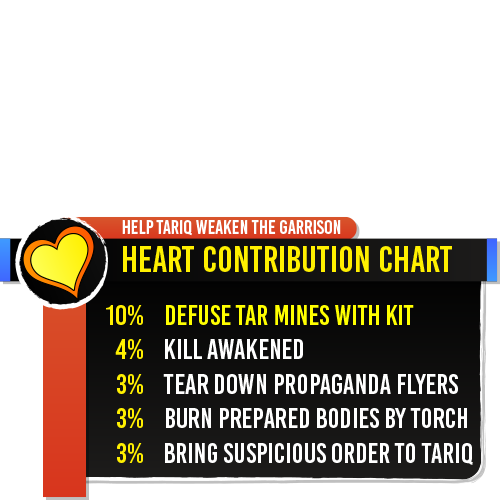 HELP TARIQ WEAKEN THE GARRISON
HEART CONTRIBUTION CHART
10% DEFUSE TAR MINES WITH KIT
4% KILL AWAKENED
3% TEAR DOWN PROPAGANDA FLYERS
3% BURN PREPARED BODIES BY TORCH
3% BRING SUSPICIOUS ORDER TO TARIQ